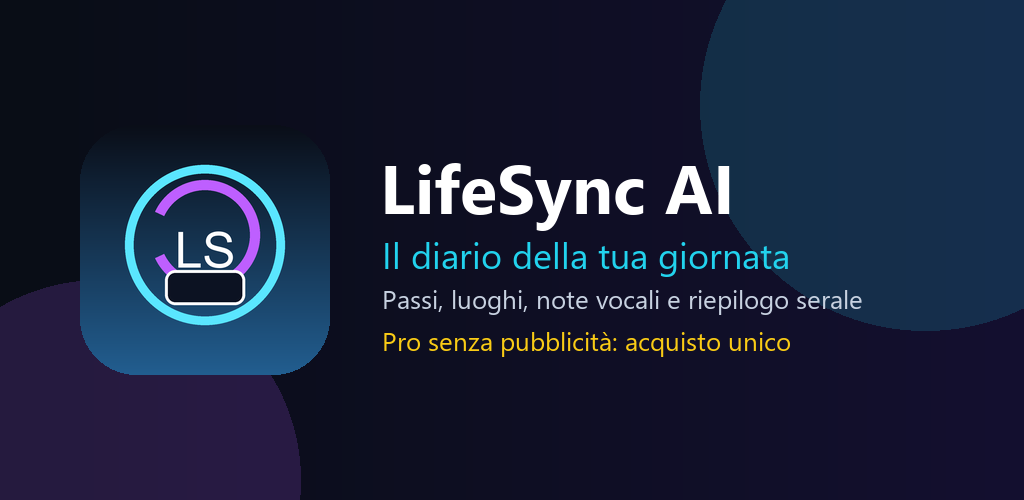 LS
LifeSync AI
Il diario della tua giornata
Passi, luoghi, note vocali e riepilogo serale
Pro senza pubblicità: acquisto unico